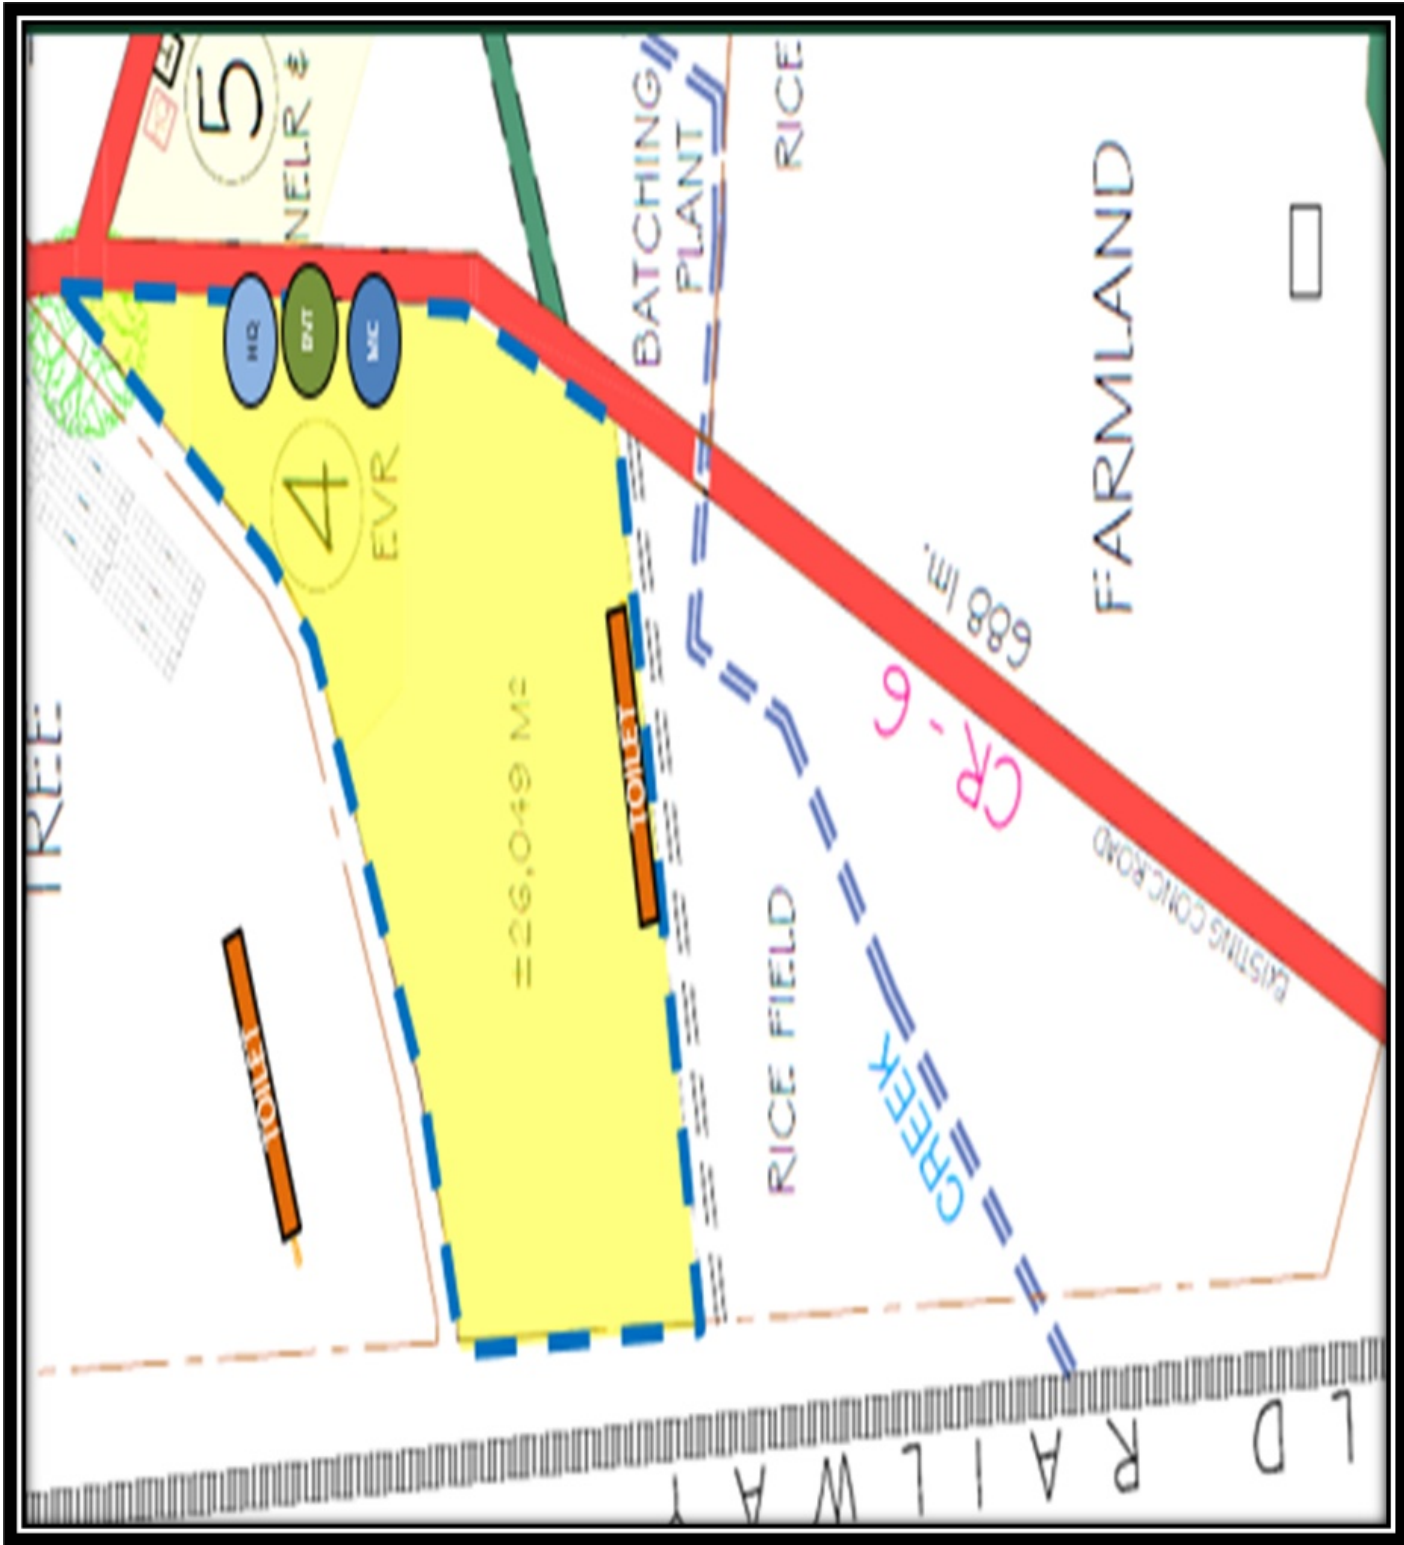 5
NELR &
BATCHING
PLANT
RICE
FARMLAND
HQ
ENT
MC
4
EVR
=26,049 M²
TOILET
TOILET
TREE
688 lm.
CR - 6
EXISTING CONC.ROAD
RICE FIELD
CREEK
LD RAILWAY